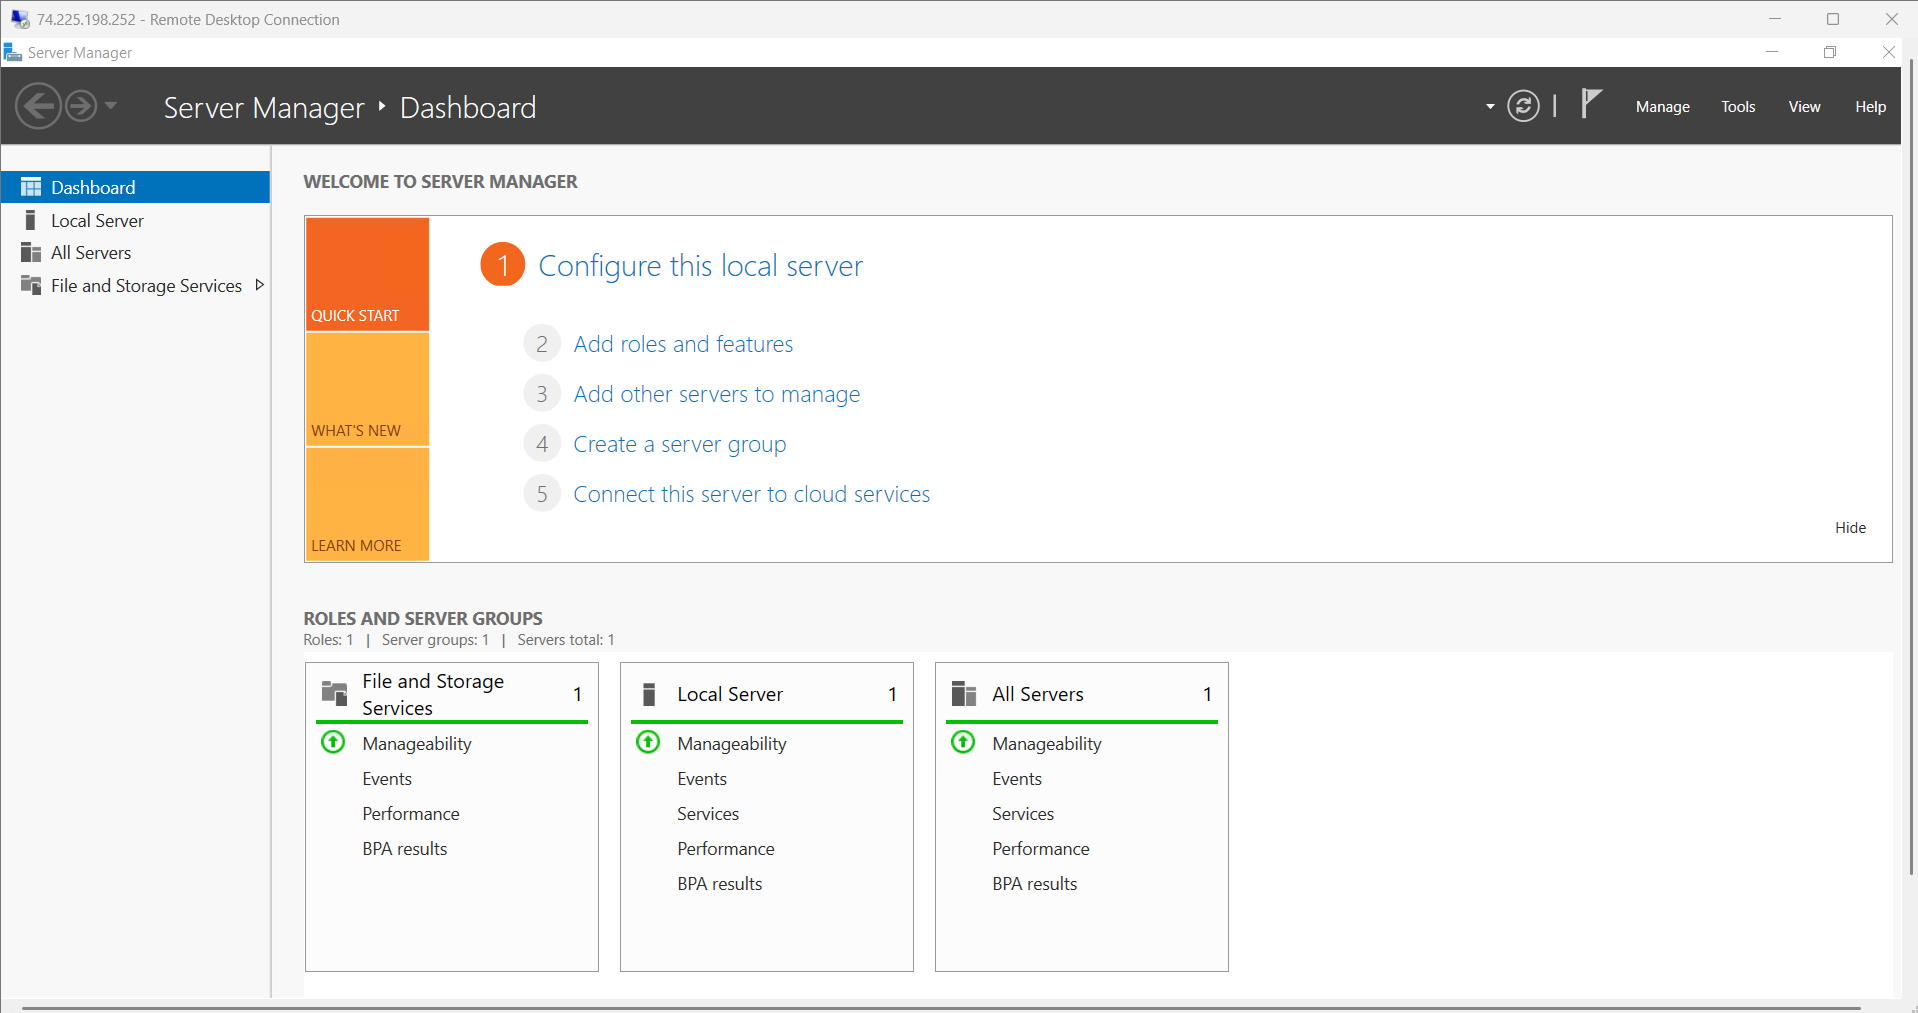 74.225.198.252 - Remote Desktop Connection
Server Manager
Server Manager Dashboard
Manage Tools View Help
Dashboard
Local Server
All Servers
File and Storage Services
WELCOME TO SERVER MANAGER
QUICK START
WHAT'S NEW
LEARN MORE
1 Configure this local server
2 Add roles and features
3 Add other servers to manage
4 Create a server group
5 Connect this server to cloud services
Hide
ROLES AND SERVER GROUPS
Roles: 1 | Server groups: 1 | Servers total: 1
File and Storage
Services
1
Manageability
Events
Performance
BPA results
Local Server 1
Manageability
Events
Services
Performance
BPA results
All Servers 1
Manageability
Events
Services
Performance
BPA results